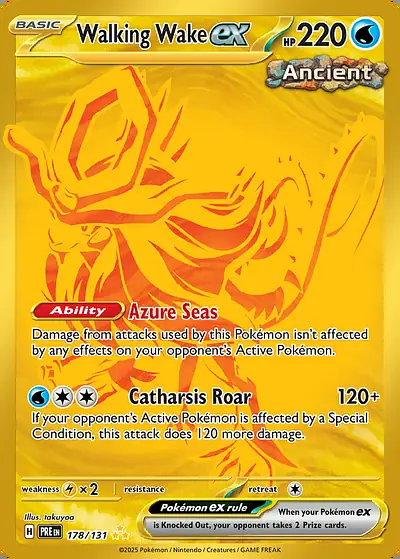 BASIC Walking Wake ex HP 220
Ancient
Ability Azure Seas
Damage from attacks used by this Pokémon isn't affected
by any effects on your opponent's Active Pokémon.
Catharsis Roar 120+
If your opponent's Active Pokémon is affected by a Special
Condition, this attack does 120 more damage.
weakness x2 resistance retreat
Illus. takuyoa
Pokémon ex rule When your Pokémon ex
is Knocked Out, your opponent takes 2 Prize cards.
H PRE EN 178/131
©2025 Pokémon / Nintendo / Creatures / GAME FREAK